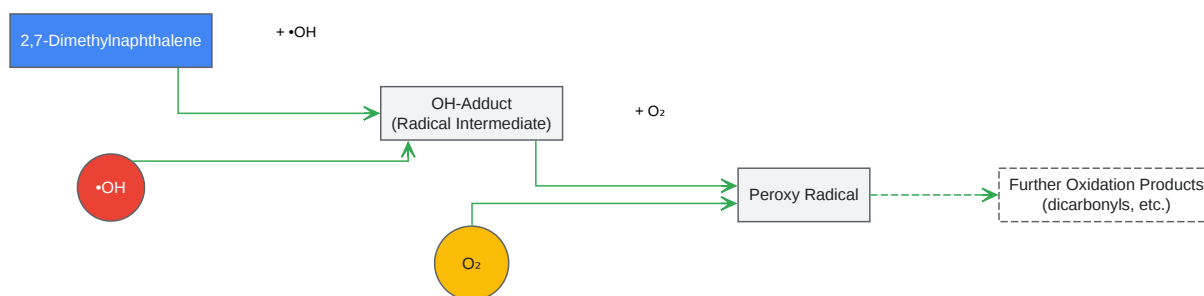 2,7-Dimethylnaphthalene
+ •OH
OH-Adduct
(Radical Intermediate)
+ O₂
•OH
Peroxy Radical
Further Oxidation Products
(dicarbonyls, etc.)
O₂